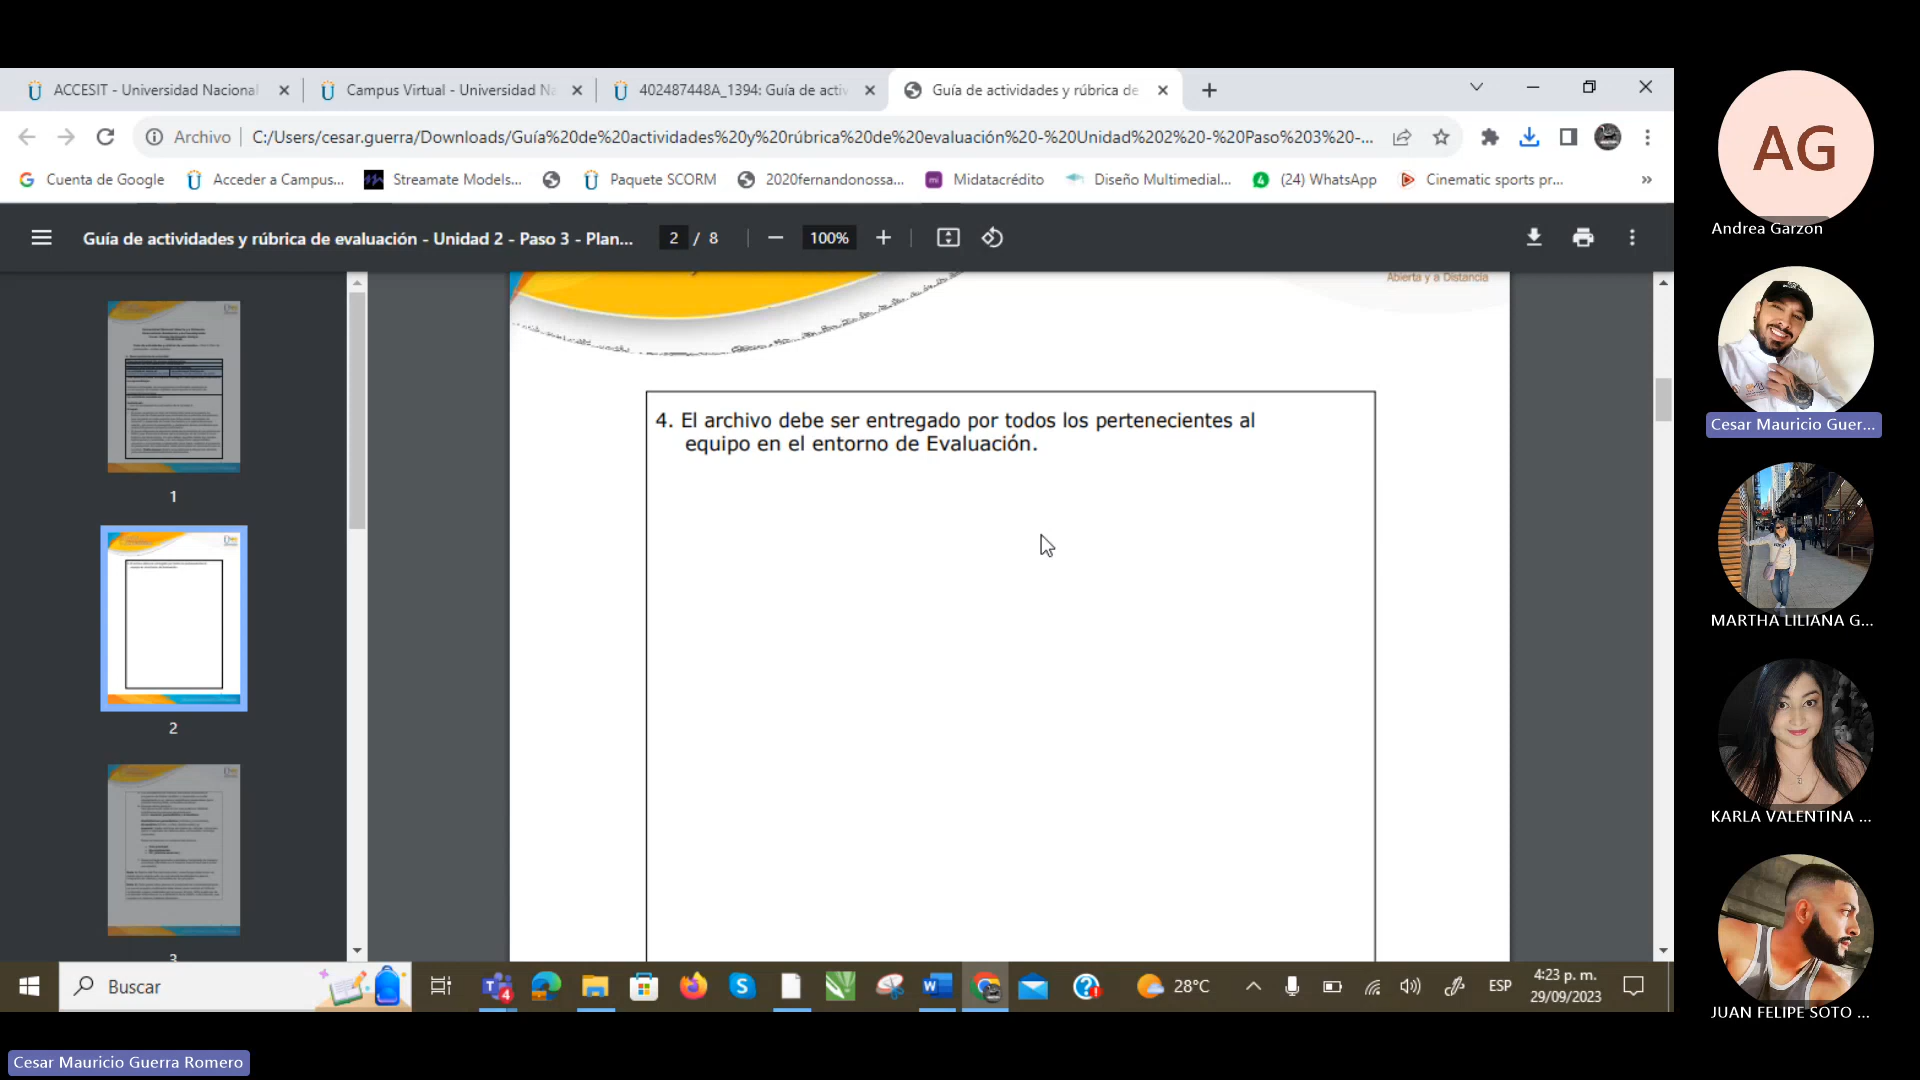 ACCESIT - Universidad Nacional
Campus Virtual - Universidad Na
402487448A_1394: Guía de activ
Guía de actividades y rúbrica de
Archivo
C:/Users/cesar.guerra/Downloads/Guía%20de%20actividades%20y%20rúbrica%20de%20evaluación%20-%20Unidad%202%20-%20Paso%203%20-...
Cuenta de Google
Acceder a Campus...
Streamate Models...
Paquete SCORM
2020fernandonossa...
mi
Midatacrédito
Diseño Multimedial...
4
(24) WhatsApp
Cinematic sports pr...
»
Guía de actividades y rúbrica de evaluación - Unidad 2 - Paso 3 - Plan...
2 / 8
100%
Abierta y a Distancia
4. El archivo debe ser entregado por todos los pertenecientes al
equipo en el entorno de Evaluación.
1
2
3
Buscar
4
28°C
ESP
4:23 p. m.
29/09/2023
AG
Andrea Garzon
Cesar Mauricio Guer...
MARTHA LILIANA G...
KARLA VALENTINA ...
JUAN FELIPE SOTO ...
Cesar Mauricio Guerra Romero